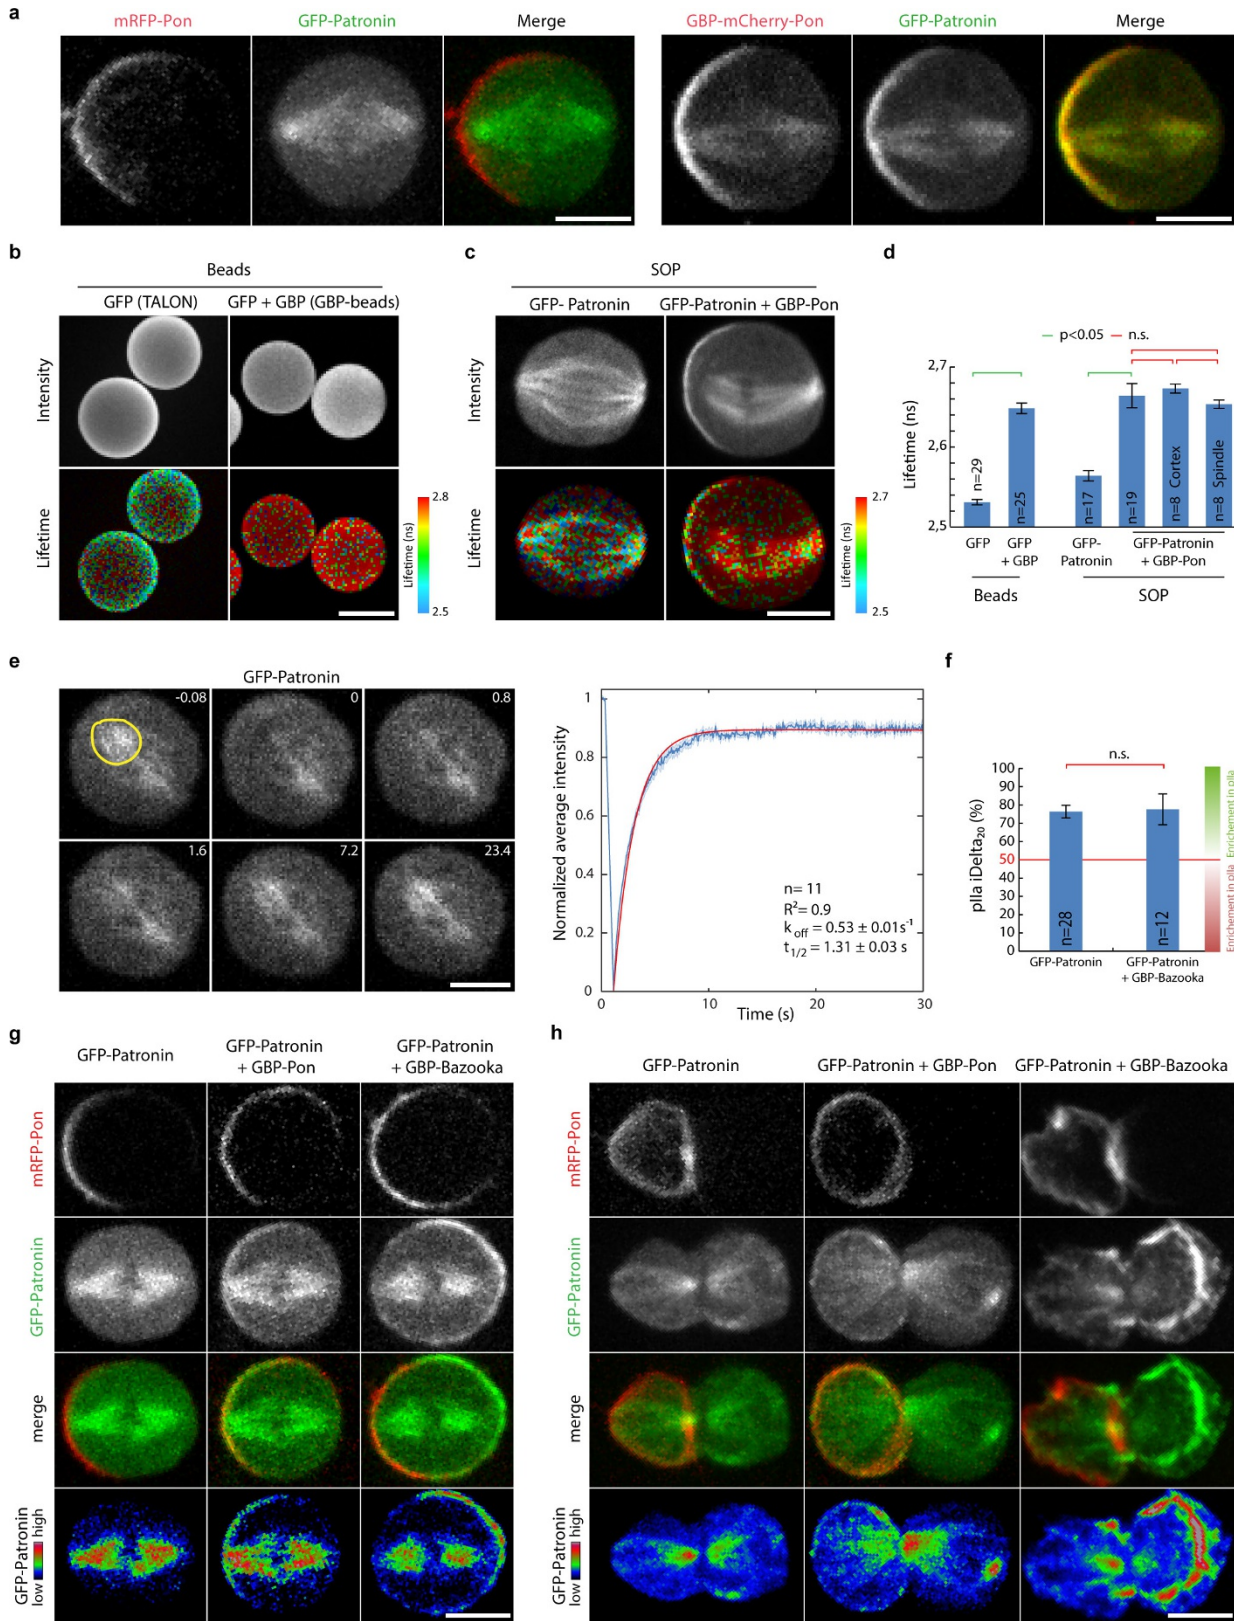 a
mRFP-Pon GFP-Patronin Merge GBP-mCherry-Pon GFP-Patronin Merge
b
Beads
GFP (TALON) GFP + GBP (GBP-beads)
Intensity
Lifetime
2.8
Lifetime (ns)
2.5
c
SOP
GFP- Patronin GFP-Patronin + GBP-Pon
Intensity
Lifetime
2.7
Lifetime (ns)
2.5
d
p<0.05 n.s.
Lifetime (ns)
2,7
2,6
2,5
n=29
n=25
n=17
n=19
n=8 Cortex
n=8 Spindle
GFP
GFP + GBP
GFP-Patronin
GFP-Patronin + GBP-Pon
Beads SOP
e
GFP-Patronin
-0.08 0 0.8
1.6 7.2 23.4
Normalized average intensity
1
0.8
0.6
0.4
0.2
0
0 10 20 30
Time (s)
n= 11
R²= 0.9
k off = 0.53 ± 0.01s⁻¹
t 1/2 = 1.31 ± 0.03 s
f
n.s.
pIIa iDelta₂₀ (%)
100
90
80
70
60
50
40
30
20
10
0
n=28
n=12
GFP-Patronin
GFP-Patronin
+ GBP-Bazooka
Enrichement in pIIa
Enrichement in pIIa
g
GFP-Patronin
GFP-Patronin
+ GBP-Pon
GFP-Patronin
+ GBP-Bazooka
mRFP-Pon
GFP-Patronin
merge
GFP-Patronin
low high
h
GFP-Patronin GFP-Patronin + GBP-Pon GFP-Patronin + GBP-Bazooka
mRFP-Pon
GFP-Patronin
merge
GFP-Patronin
low high